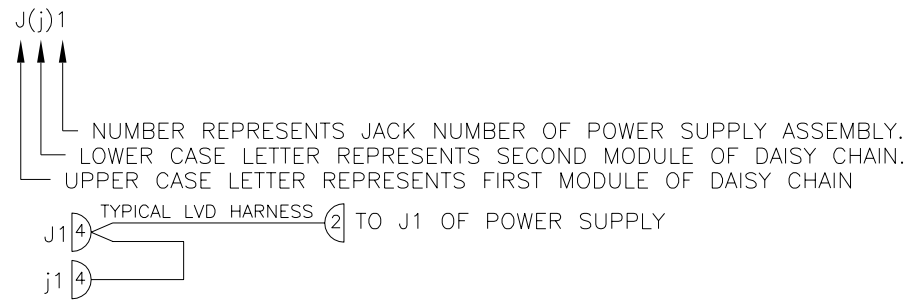 J(j)1
NUMBER REPRESENTS JACK NUMBER OF POWER SUPPLY ASSEMBLY.
LOWER CASE LETTER REPRESENTS SECOND MODULE OF DAISY CHAIN.
UPPER CASE LETTER REPRESENTS FIRST MODULE OF DAISY CHAIN
J1 4 TYPICAL LVD HARNESS 2 TO J1 OF POWER SUPPLY
j1 4